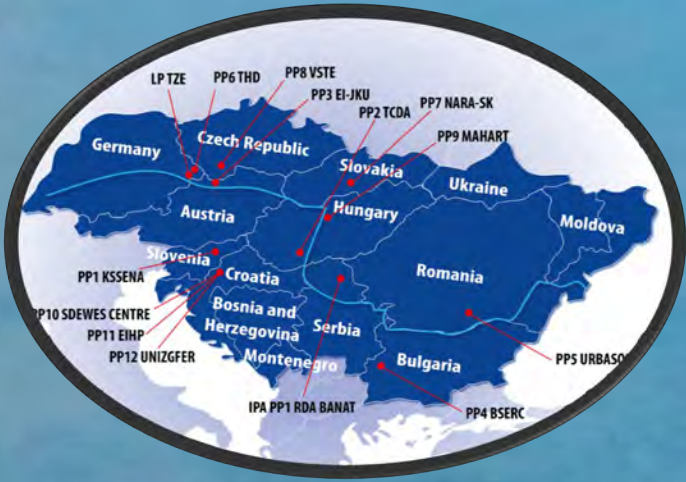 LP TZE
PP6 THD
PP8 VSTE
PP3 EI-JKU
PP2 TCDA
PP7 NARA-SK
PP9 MAHART
Germany
Czech Republic
Slovakia
Ukraine
Austria
Hungary
Moldova
Slovenia
PP1 KSSENA
Croatia
Romania
PP10 SDEWES CENTRE
PP11 EIHP
PP12 UNIZGFER
Bosnia and
Herzegovina
Serbia
Montenegro
Bulgaria
PP5 URBASO
IPA PP1 RDA BANAT
PP4 BSERC